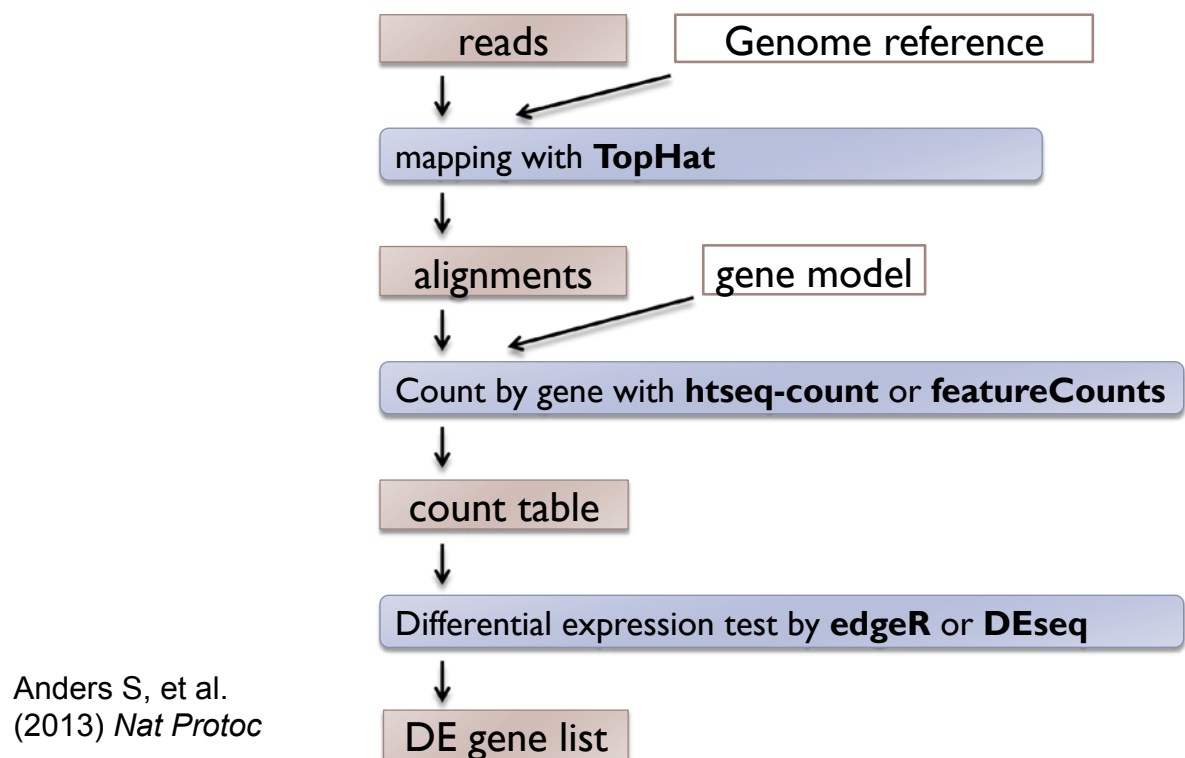 reads
Genome reference
mapping with TopHat
alignments
gene model
Count by gene with htseq-count or featureCounts
count table
Differential expression test by edgeR or DEseq
Anders S, et al.
(2013) Nat Protoc
DE gene list